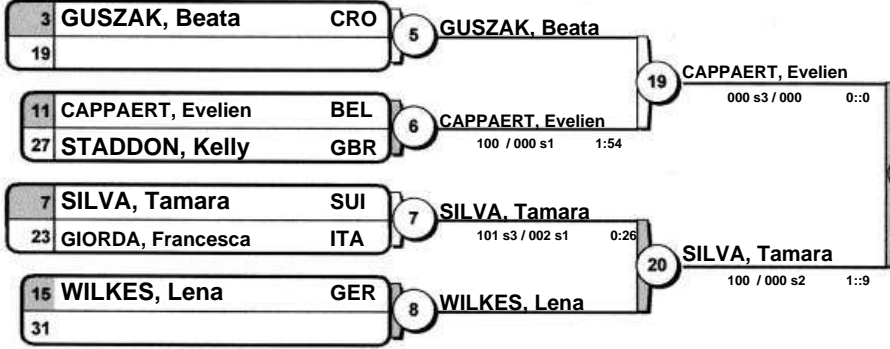 3 GUSZAK, Beata CRO
19
5 GUSZAK, Beata
11 CAPPAERT, Evelien BEL
27 STADDON, Kelly GBR
6 CAPPAERT, Evelien
100 / 000 s1 1:54
19 CAPPAERT, Evelien
000 s3 / 000 0::0
7 SILVA, Tamara SUI
23 GIORDA, Francesca ITA
7 SILVA, Tamara
101 s3 / 002 s1 0:26
15 WILKES, Lena GER
31
8 WILKES, Lena
20 SILVA, Tamara
100 / 000 s2 1::9